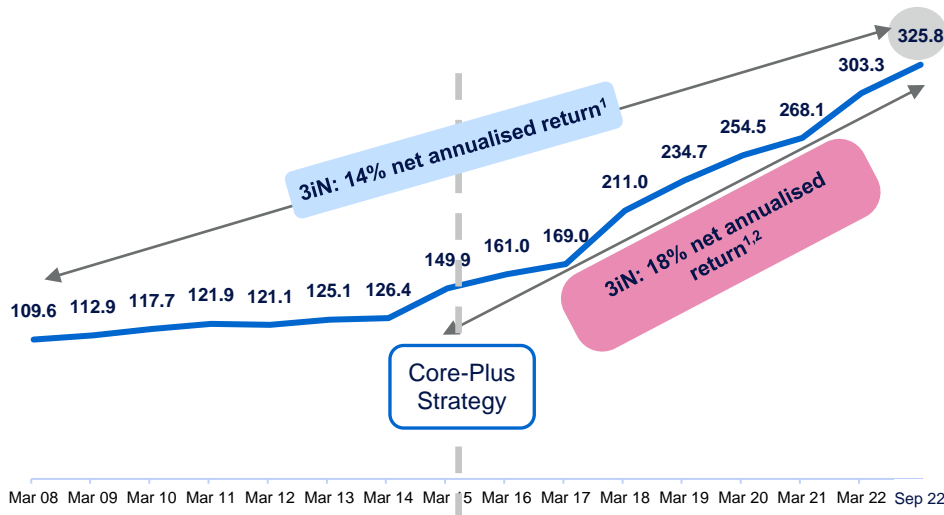 325.8
303.3
3iN: 14% net annualised return1
268.1
254.5
234.7
211.0
3iN: 18% net annualised
return1,2
169.0
161.0
149.9
126.4
125.1
121.1
121.9
117.7
112.9
109.6
Core-Plus
Strategy
Mar 08 Mar 09 Mar 10 Mar 11 Mar 12 Mar 13 Mar 14 Mar 15 Mar 16 Mar 17 Mar 18 Mar 19 Mar 20 Mar 21 Mar 22 Sep 22